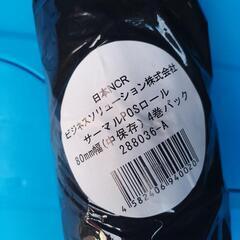 日本NCR
ビジネスソリューション株式会社
サーマルPOSロール
80mm幅(中保存) 4巻パック
288036-A
4582406940020